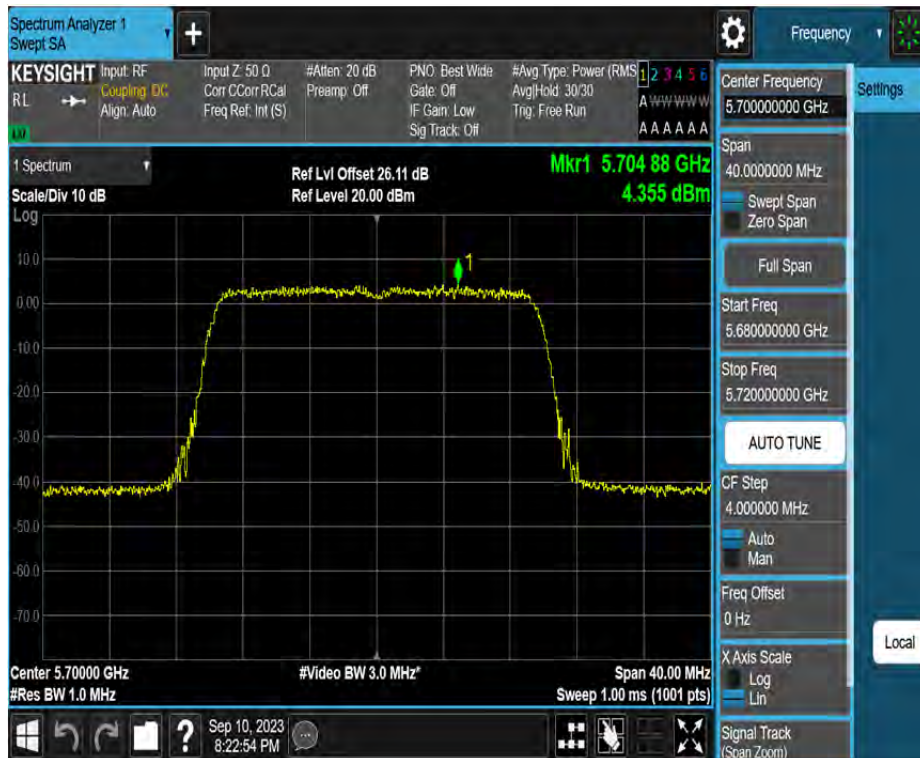 Spectrum Analyzer 1
Swept SA
+
Frequency
KEYSIGHT
RL
Input: RF
Coupling: DC
Align: Auto
Input Z: 50 Ω
Corr CCorr RCal
Freq Ref: Int (S)
#Atten: 20 dB
Preamp: Off
PNO: Best Wide
Gate: Off
IF Gain: Low
Sig Track: Off
#Avg Type: Power (RMS
Avg|Hold: 30/30
Trig: Free Run
1 2 3 4 5 6
A W W W W W
A A A A A A
Center Frequency
5.700000000 GHz
Settings
Span
40.0000000 MHz
Swept Span
Zero Span
Full Span
Start Freq
5.680000000 GHz
Stop Freq
5.720000000 GHz
AUTO TUNE
CF Step
4.000000 MHz
Auto
Man
Freq Offset
0 Hz
X Axis Scale
Log
Lin
Local
Signal Track
(Span Zoom)
1 Spectrum
Scale/Div 10 dB
Ref Lvl Offset 26.11 dB
Ref Level 20.00 dBm
Mkr1 5.704 88 GHz
4.355 dBm
Log
10.0
1
0.00
-10.0
-20.0
-30.0
-40.0
-50.0
-60.0
-70.0
Center 5.70000 GHz
#Video BW 3.0 MHz*
Span 40.00 MHz
#Res BW 1.0 MHz
Sweep 1.00 ms (1001 pts)
?
Sep 10, 2023
8:22:54 PM